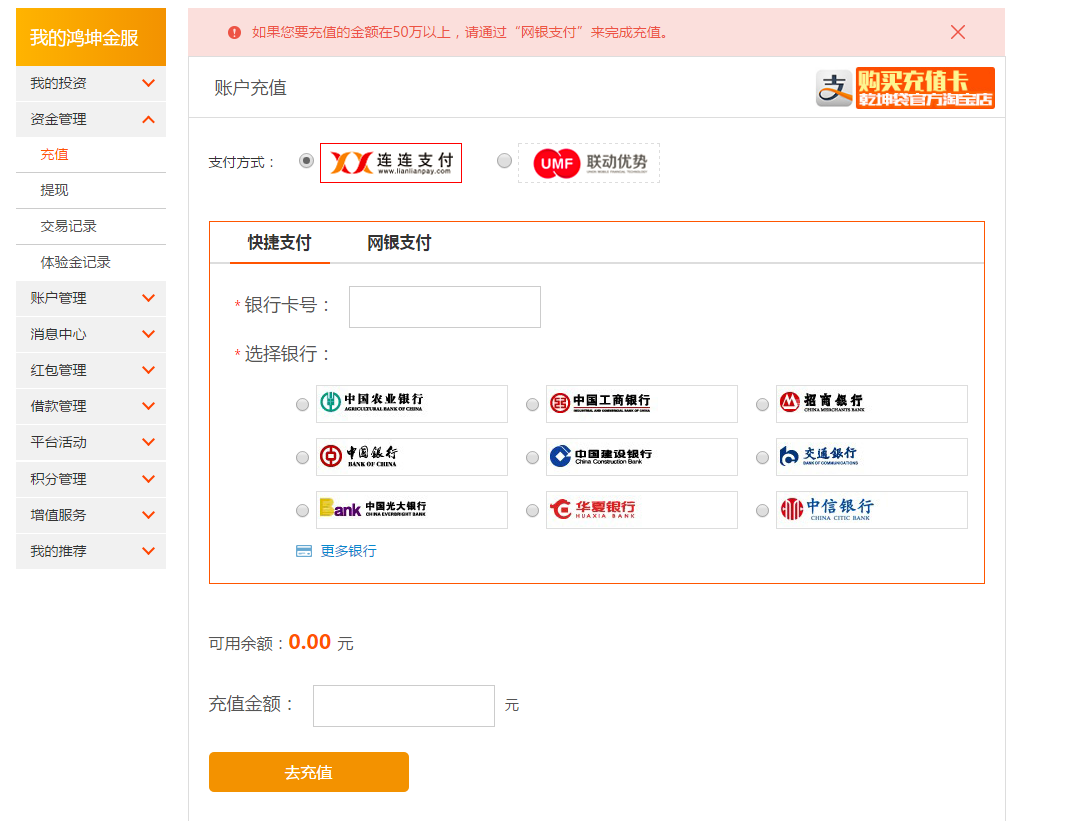 我的鸿坤金服
我的投资
资金管理
充值
提现
交易记录
体验金记录
账户管理
消息中心
红包管理
借款管理
平台活动
积分管理
增值服务
我的推荐
如果您要充值的金额在50万以上，请通过“网银支付”来完成充值。
账户充值
支
购买充值卡
乾坤袋官方淘宝店
支付方式：
连连支付
www.lianlianpay.com
UMF
联动优势
快捷支付 网银支付
*银行卡号：
*选择银行：
中国农业银行
AGRICULTURAL BANK OF CHINA
中国工商银行
INDUSTRIAL AND COMMERCIAL BANK OF CHINA
招商银行
CHINA MERCHANTS BANK
中国银行
BANK OF CHINA
中国建设银行
China Construction Bank
交通银行
BANK OF COMMUNICATIONS
Bank 中国光大银行
CHINA EVERBRIGHT BANK
华夏银行
HUAXIA BANK
中信银行
CHINA CITIC BANK
更多银行
可用余额：0.00 元
充值金额： 元
去充值